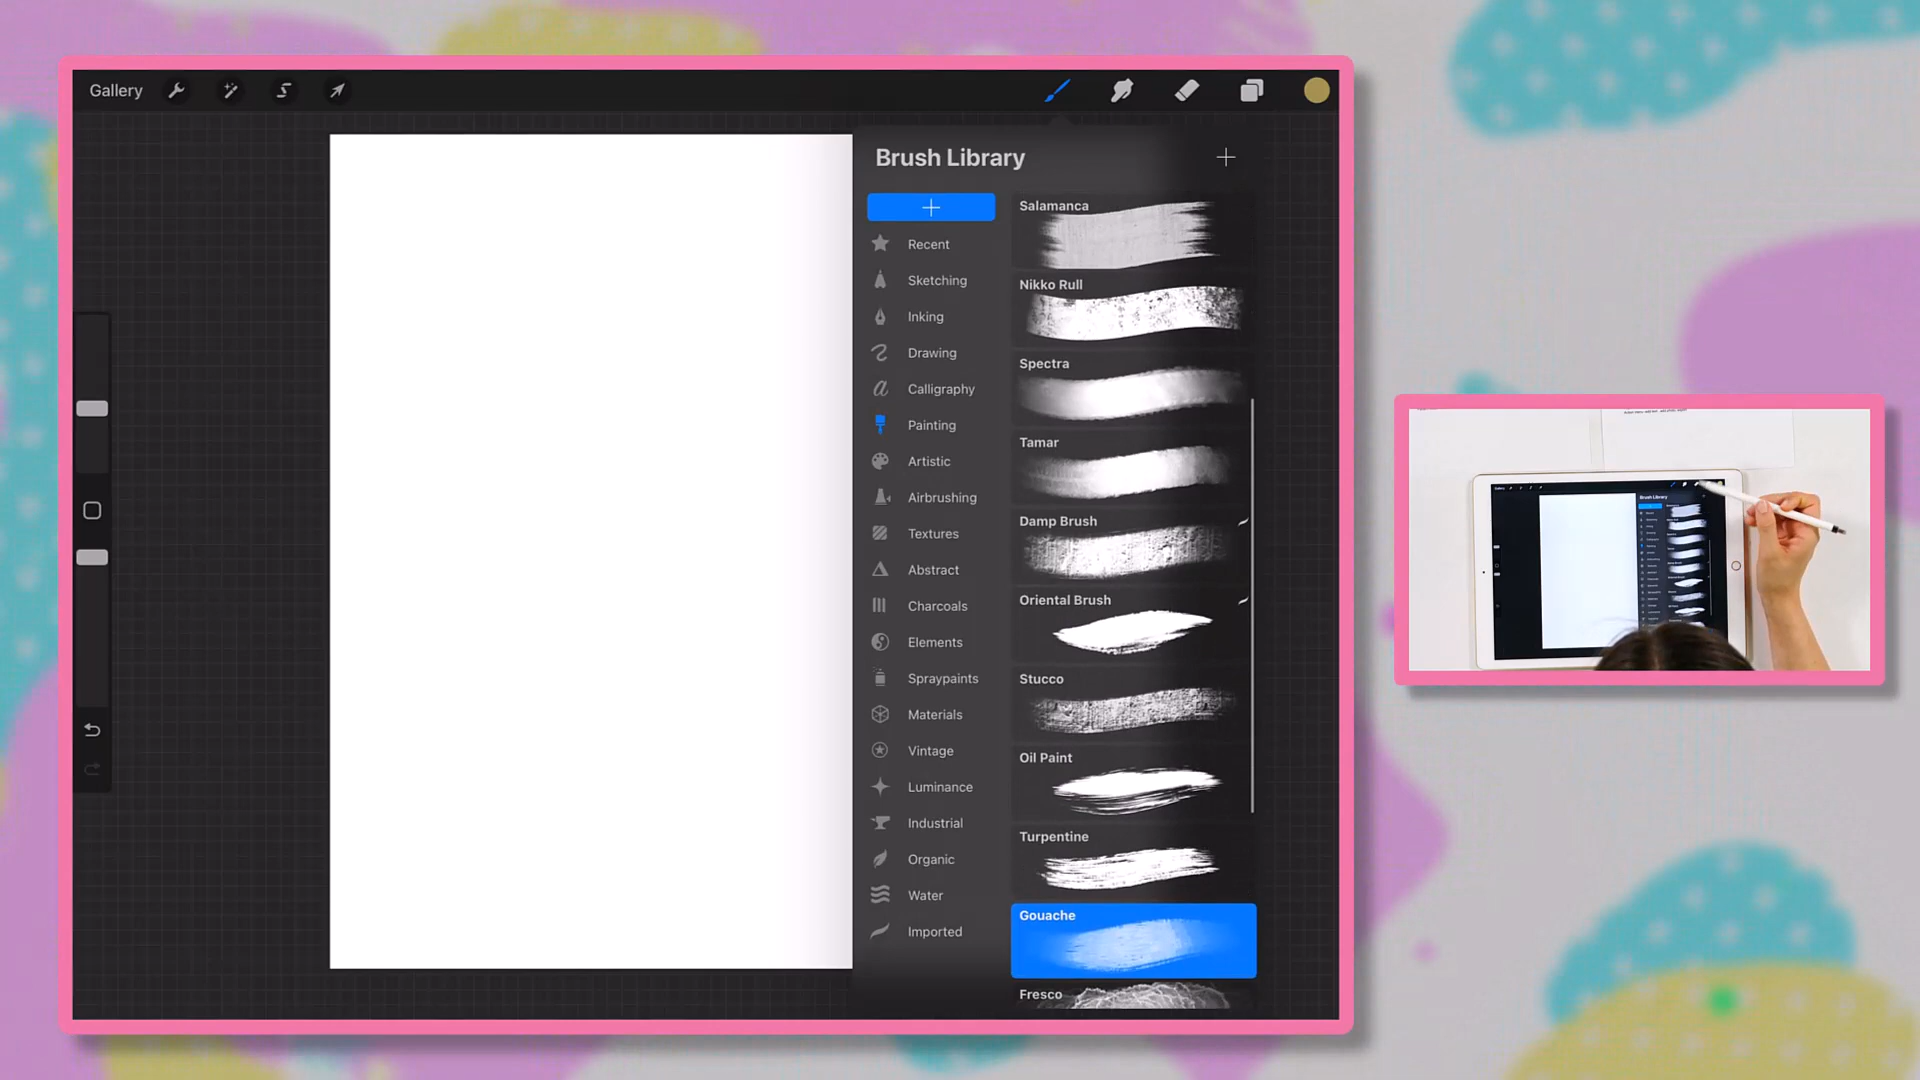 Gallery
Brush Library
Recent
Sketching
Inking
Drawing
Calligraphy
Painting
Artistic
Airbrushing
Textures
Abstract
Charcoals
Elements
Spraypaints
Materials
Vintage
Luminance
Industrial
Organic
Water
Imported
Salamanca
Nikko Rull
Spectra
Tamar
Damp Brush
Oriental Brush
Stucco
Oil Paint
Turpentine
Gouache
Fresco
Brush Library